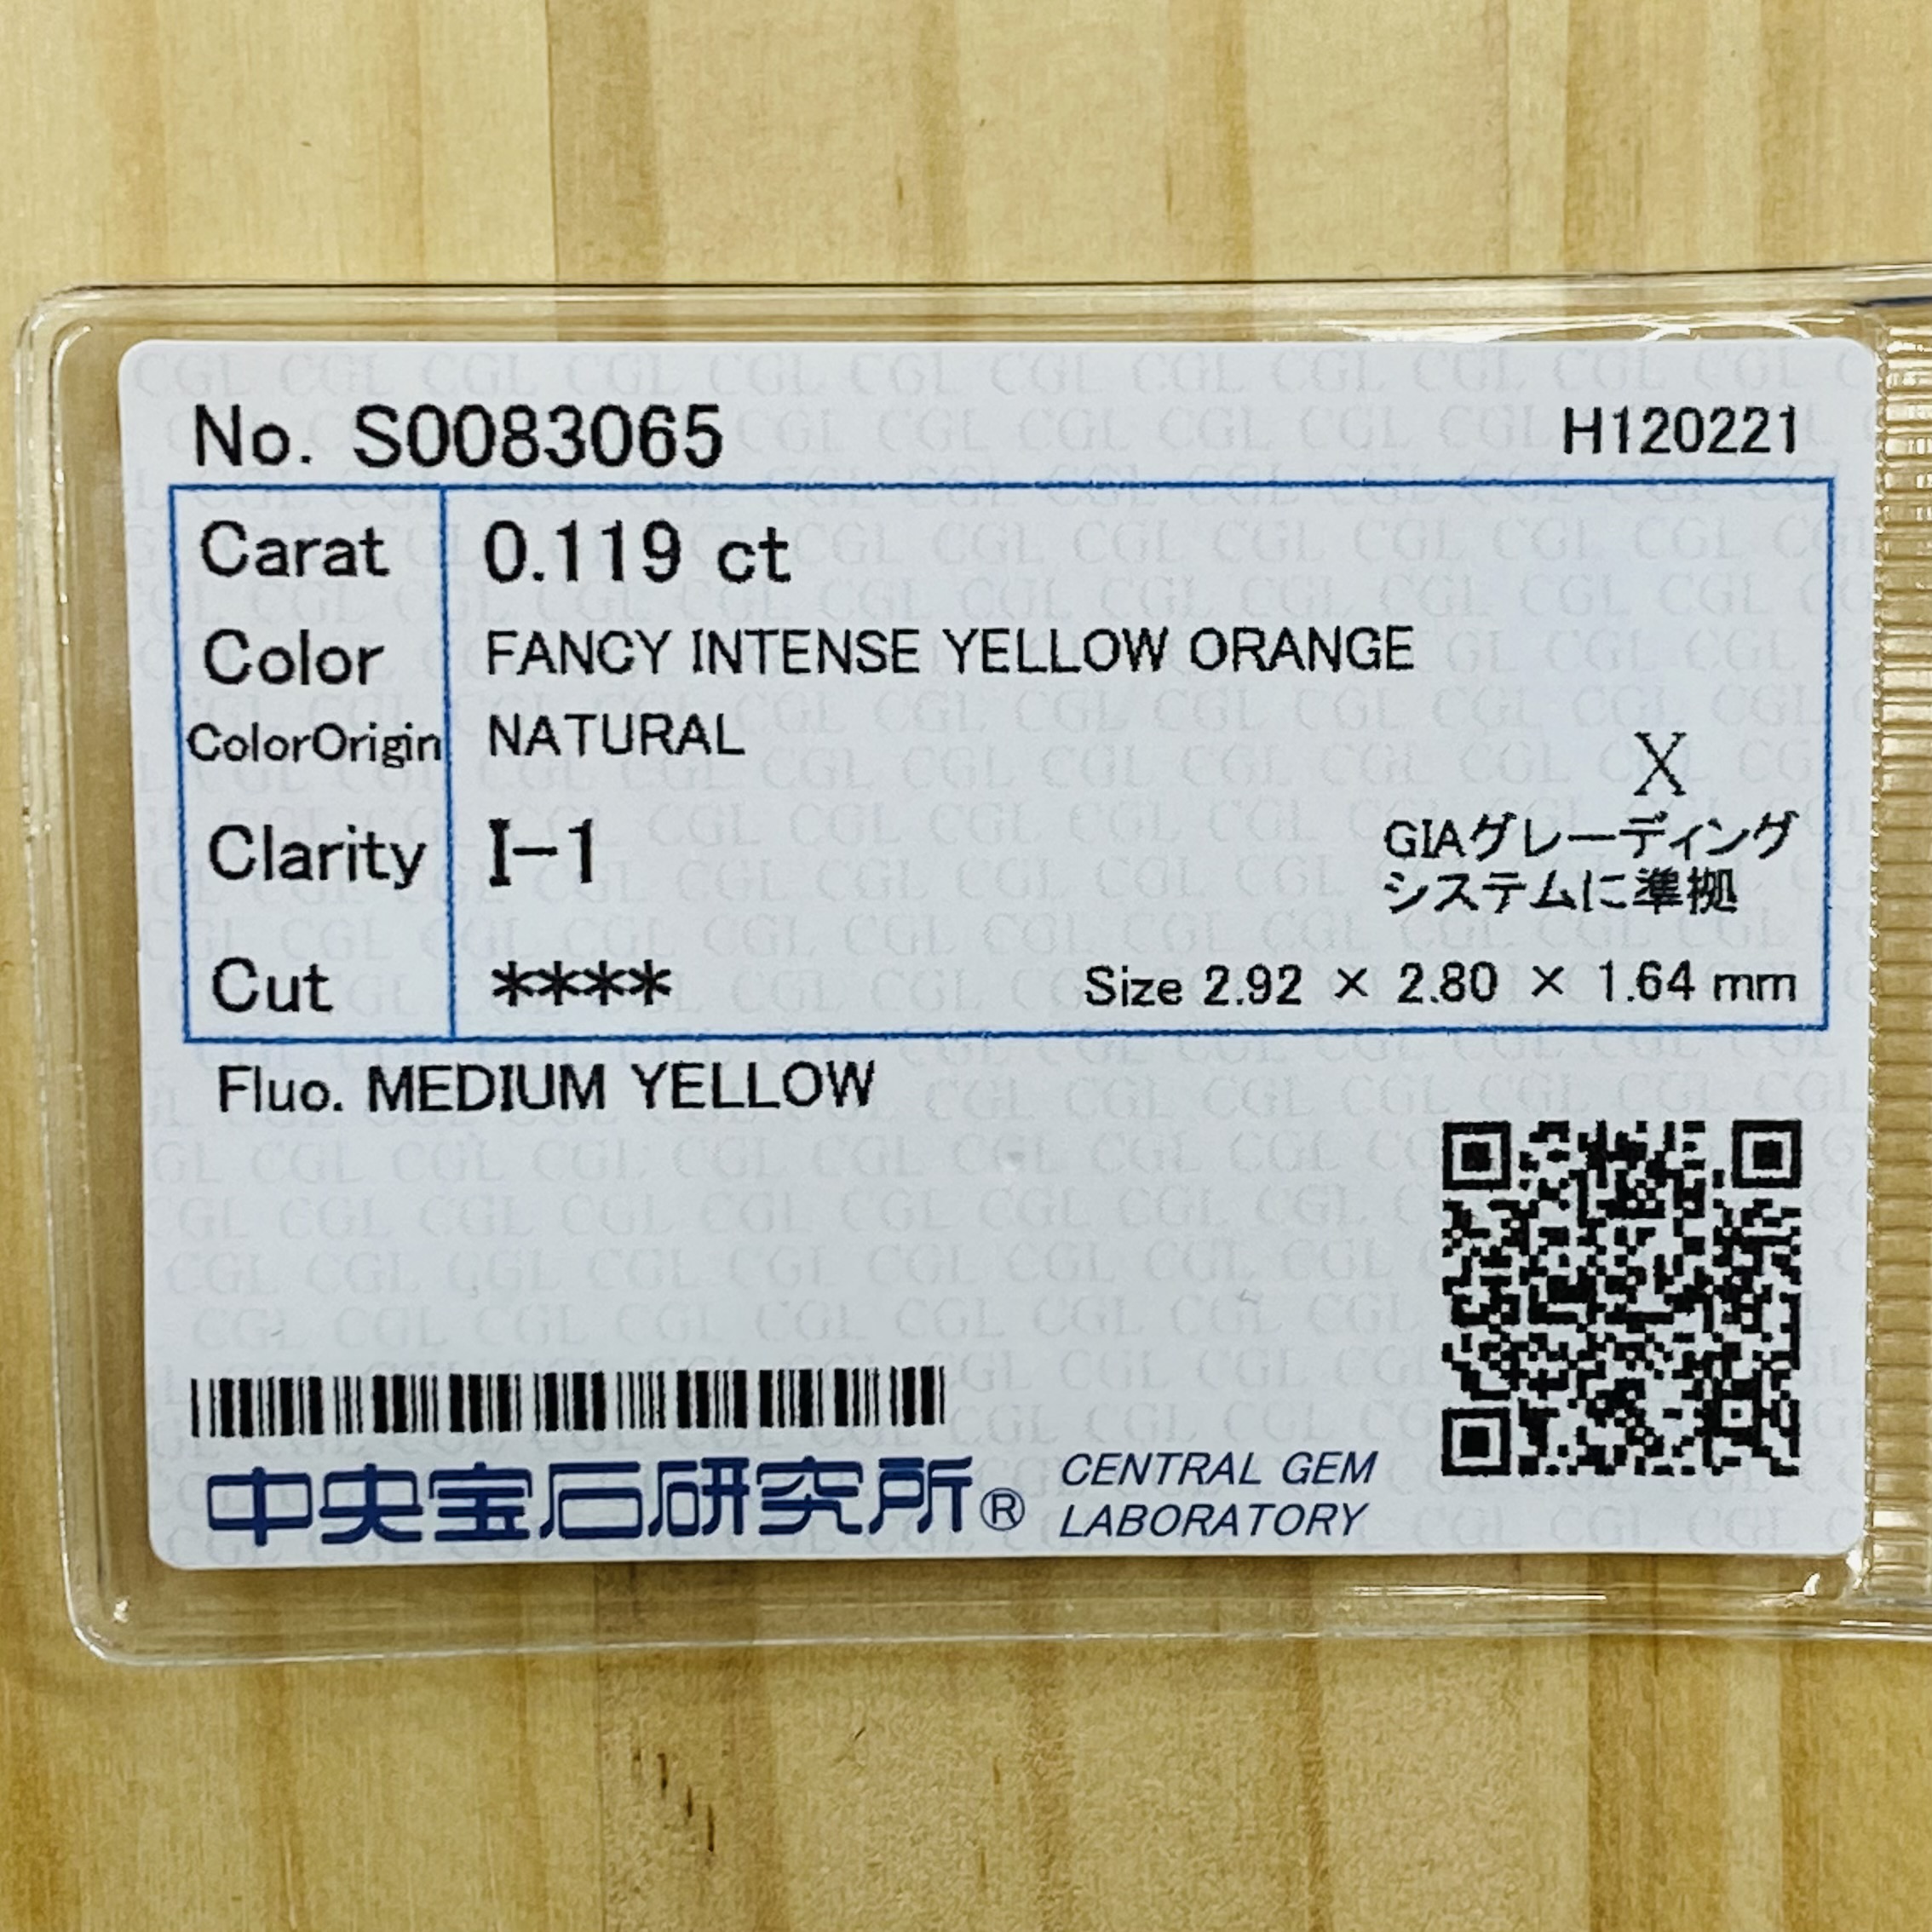 No. S0083065 H120221
Carat 0.119 ct
Color FANCY INTENSE YELLOW ORANGE
ColorOrigin NATURAL
X
Clarity I-1
GIAグレーディング
システムに準拠
Cut **** Size 2.92 × 2.80 × 1.64 mm
Fluo. MEDIUM YELLOW
中央宝石研究所® CENTRAL GEM
LABORATORY